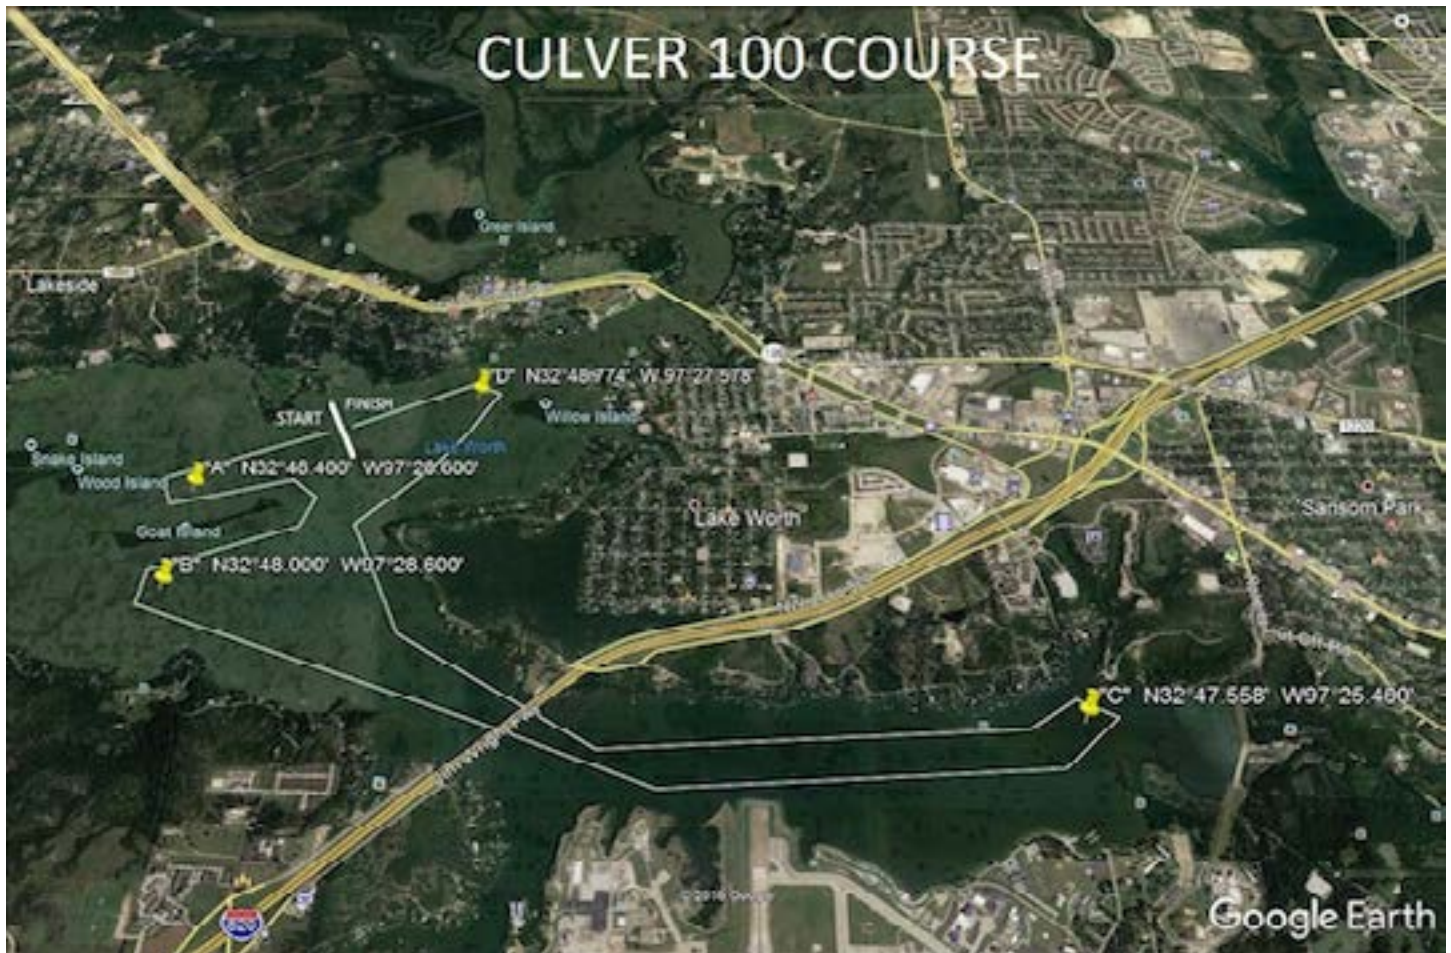 CULVER 100 COURSE
Greer Island
Lakeside
"D" N32°48.774' W 97°27.578'
START
FINISH
Willow Island
Lake Worth
Snake Island
"A" N32°48.400' W97°28.600'
Wood Island
Lake Worth
Sansom Park
Goat Island
"B" N32°48.000' W97°28.600'
"C" N32°47.558' W97°25.400'
Google Earth